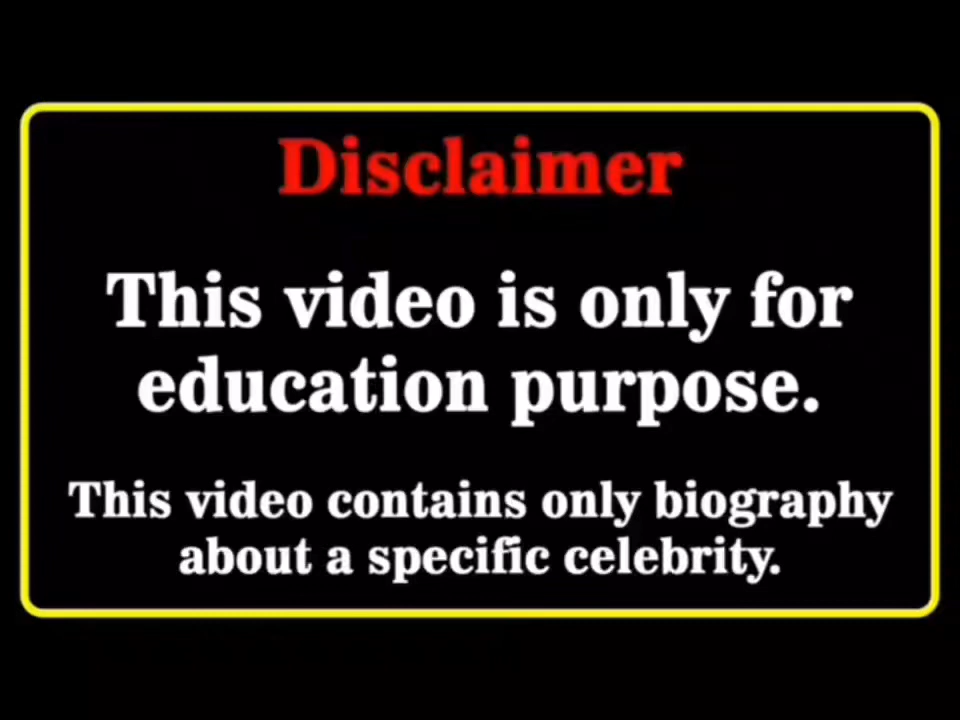 Disclaimer
This video is only for
education purpose.
This video contains only biography
about a specific celebrity.